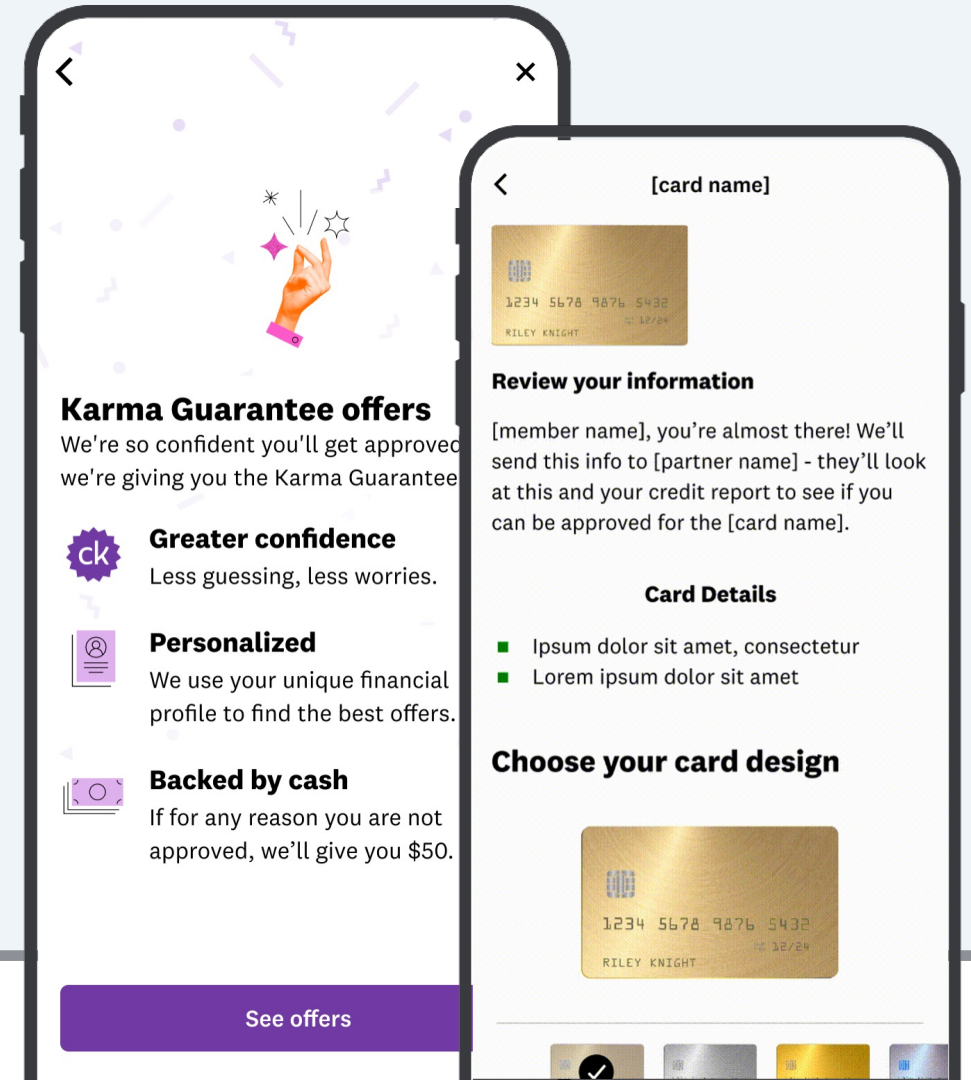 Karma Guarantee offers
We're so confident you'll get approved
we're giving you the Karma Guarantee
ck
Greater confidence
Less guessing, less worries.
Personalized
We use your unique financial
profile to find the best offers.
Backed by cash
If for any reason you are not
approved, we’ll give you $50.
See offers
[card name]
1234 5678 9876 5432
12/24
RILEY KNIGHT
Review your information
[member name], you’re almost there! We’ll
send this info to [partner name] - they’ll look
at this and your credit report to see if you
can be approved for the [card name].
Card Details
Ipsum dolor sit amet, consectetur
Lorem ipsum dolor sit amet
Choose your card design
1234 5678 9876 5432
12/24
RILEY KNIGHT